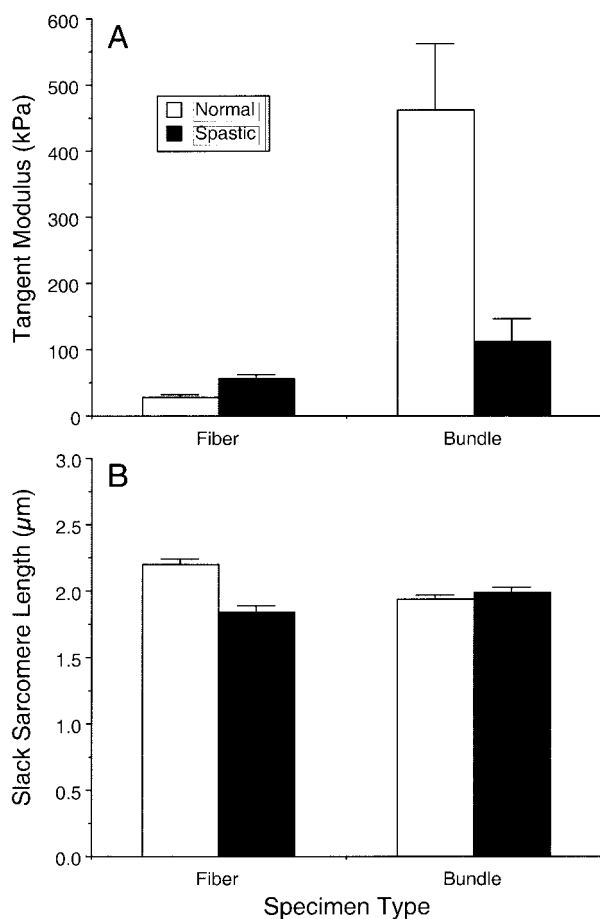 A
600
500
400
300
200
100
0
Tangent Modulus (kPa)
Normal
Spastic
Fiber Bundle
B
3.0
2.5
2.0
1.5
1.0
0.5
0.0
Slack Sarcomere Length (µm)
Fiber Bundle
Specimen Type